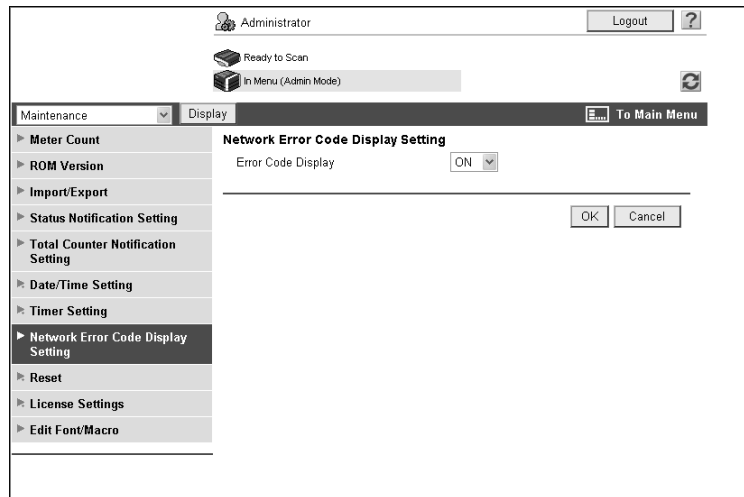 Administrator
Logout
?
Ready to Scan
In Menu (Admin Mode)
Maintenance
Display
To Main Menu
Meter Count
ROM Version
Import/Export
Status Notification Setting
Total Counter Notification
Setting
Date/Time Setting
Timer Setting
Network Error Code Display
Setting
Reset
License Settings
Edit Font/Macro
Network Error Code Display Setting
Error Code Display
ON
OK
Cancel